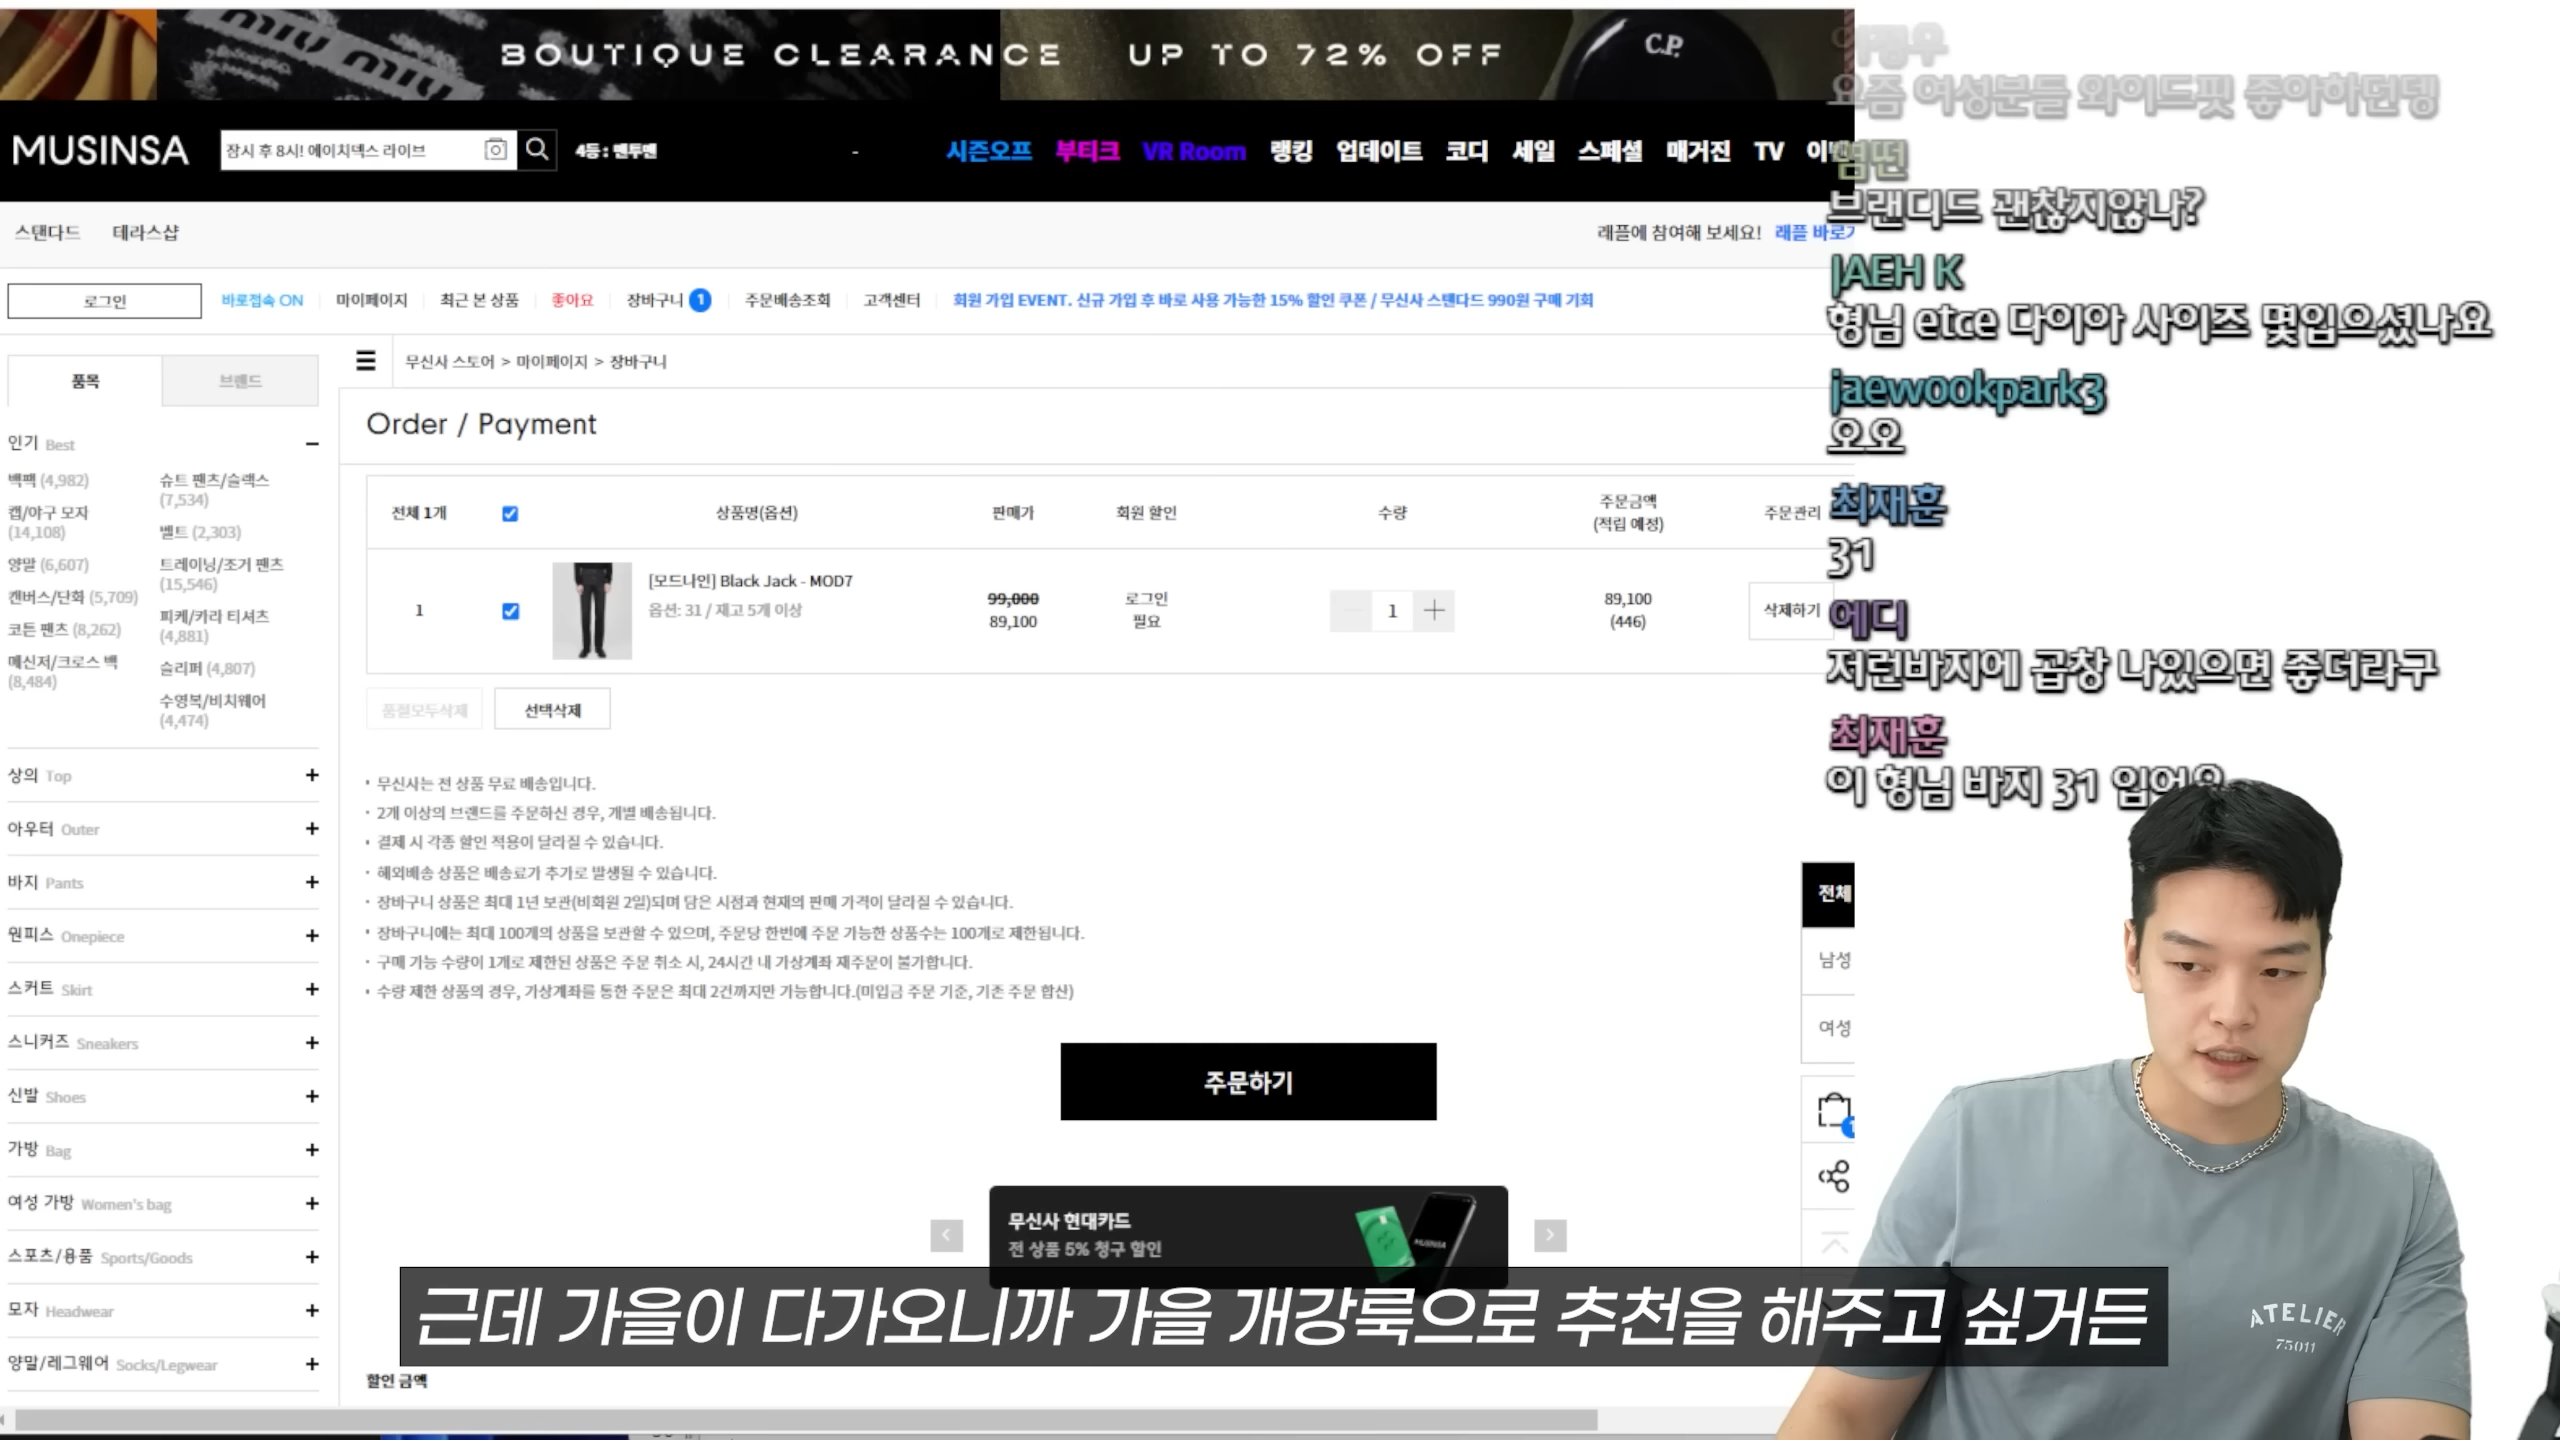 BOUTIQUE CLEARANCE UP TO 72% OFF
C.P.
MUSINSA
잠시 후 8시! 에이치덱스 라이브
4등 : 맨투맨
-
시즌오프 부티크 VR Room 랭킹 업데이트 코디 세일 스페셜 매거진 TV
스탠다드 테라스샵
래플에 참여해 보세요! 래플 바로가
로그인 바로접속 ON 마이페이지 최근 본 상품 좋아요 장바구니 1 주문배송조회 고객센터 회원 가입 EVENT. 신규 가입 후 바로 사용 가능한 15% 할인 쿠폰 / 무신사 스탠다드 990원 구매 기회
품목 브랜드
무신사 스토어 > 마이페이지 > 장바구니
Order / Payment
인기 Best
백팩 (4,982)
캡/야구 모자
(14,108)
양말 (6,607)
캔버스/단화 (5,709)
코튼 팬츠 (8,262)
메신저/크로스 백
(8,484)
슈트 팬츠/슬랙스
(7,534)
벨트 (2,303)
트레이닝/조거 팬츠
(15,546)
피케/카라 티셔츠
(4,881)
슬리퍼 (4,807)
수영복/비치웨어
(4,474)
상의 Top
아우터 Outer
바지 Pants
원피스 Onepiece
스커트 Skirt
스니커즈 Sneakers
신발 Shoes
가방 Bag
여성 가방 Women's bag
스포츠/용품 Sports/Goods
모자 Headwear
양말/레그웨어 Socks/Legwear
전체 1개 상품명(옵션) 판매가 회원 할인 수량 주문금액 주문관리
(적립 예정)
1
[모드나인] Black Jack - MOD7
옵션: 31 / 재고 5개 이상
99,000
89,100
로그인
필요
1
89,100
(446)
삭제하기
품절모두삭제 선택삭제
• 무신사는 전 상품 무료 배송입니다.
• 2개 이상의 브랜드를 주문하신 경우, 개별 배송됩니다.
• 결제 시 각종 할인 적용이 달라질 수 있습니다.
• 해외배송 상품은 배송료가 추가로 발생될 수 있습니다.
• 장바구니 상품은 최대 1년 보관(비회원 2일)되며 담은 시점과 현재의 판매 가격이 달라질 수 있습니다.
• 장바구니에는 최대 100개의 상품을 보관할 수 있으며, 주문당 한번에 주문 가능한 상품수는 100개로 제한됩니다.
• 구매 가능 수량이 1개로 제한된 상품은 주문 취소 시, 24시간 내 가상계좌 재주문이 불가합니다.
• 수량 제한 상품의 경우, 가상계좌를 통한 주문은 최대 2건까지만 가능합니다.(미입금 주문 기준, 기존 주문 합산)
주문하기
무신사 현대카드
전 상품 5% 청구 할인
MUSINSA
할인 금액
전체
남성
여성
요즘 여성분들 와이드핏 좋아하던뎅
염떤
브랜디드 괜찮지않나?
JAEH K
형님 etce 다이아 사이즈 몇입으셨나요
jaewookpark3
오오
최재훈
31
에디
저런바지에 곱창 나있으면 좋더라구
최재훈
이 형님 바지 31 입어요
ATELIER
75011
근데 가을이 다가오니까 가을 개강룩으로 추천을 해주고 싶거든